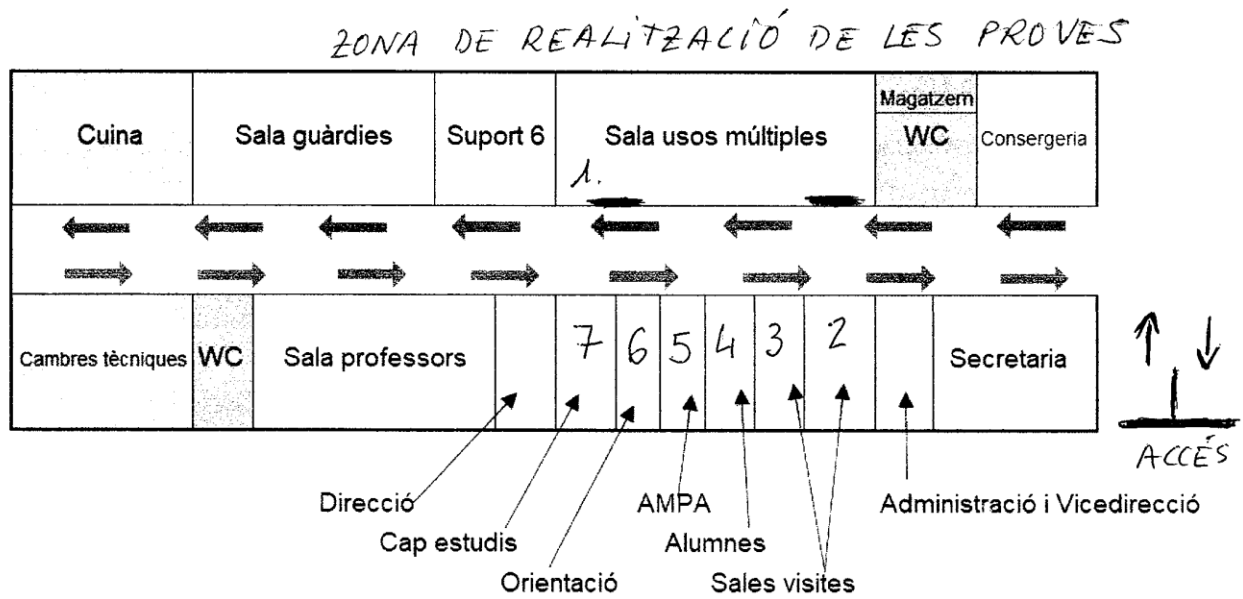 ZONA DE REALITZACIÓ DE LES PROVES
Magatzem
Cuina Sala guàrdies Suport 6 Sala usos múltiples WC Consergeria
1.
7 6 5 4 3 2
Cambres tècniques WC Sala professors Secretaria
ACCÉS
Direcció AMPA Administració i Vicedirecció
Cap estudis Alumnes
Orientació Sales visites